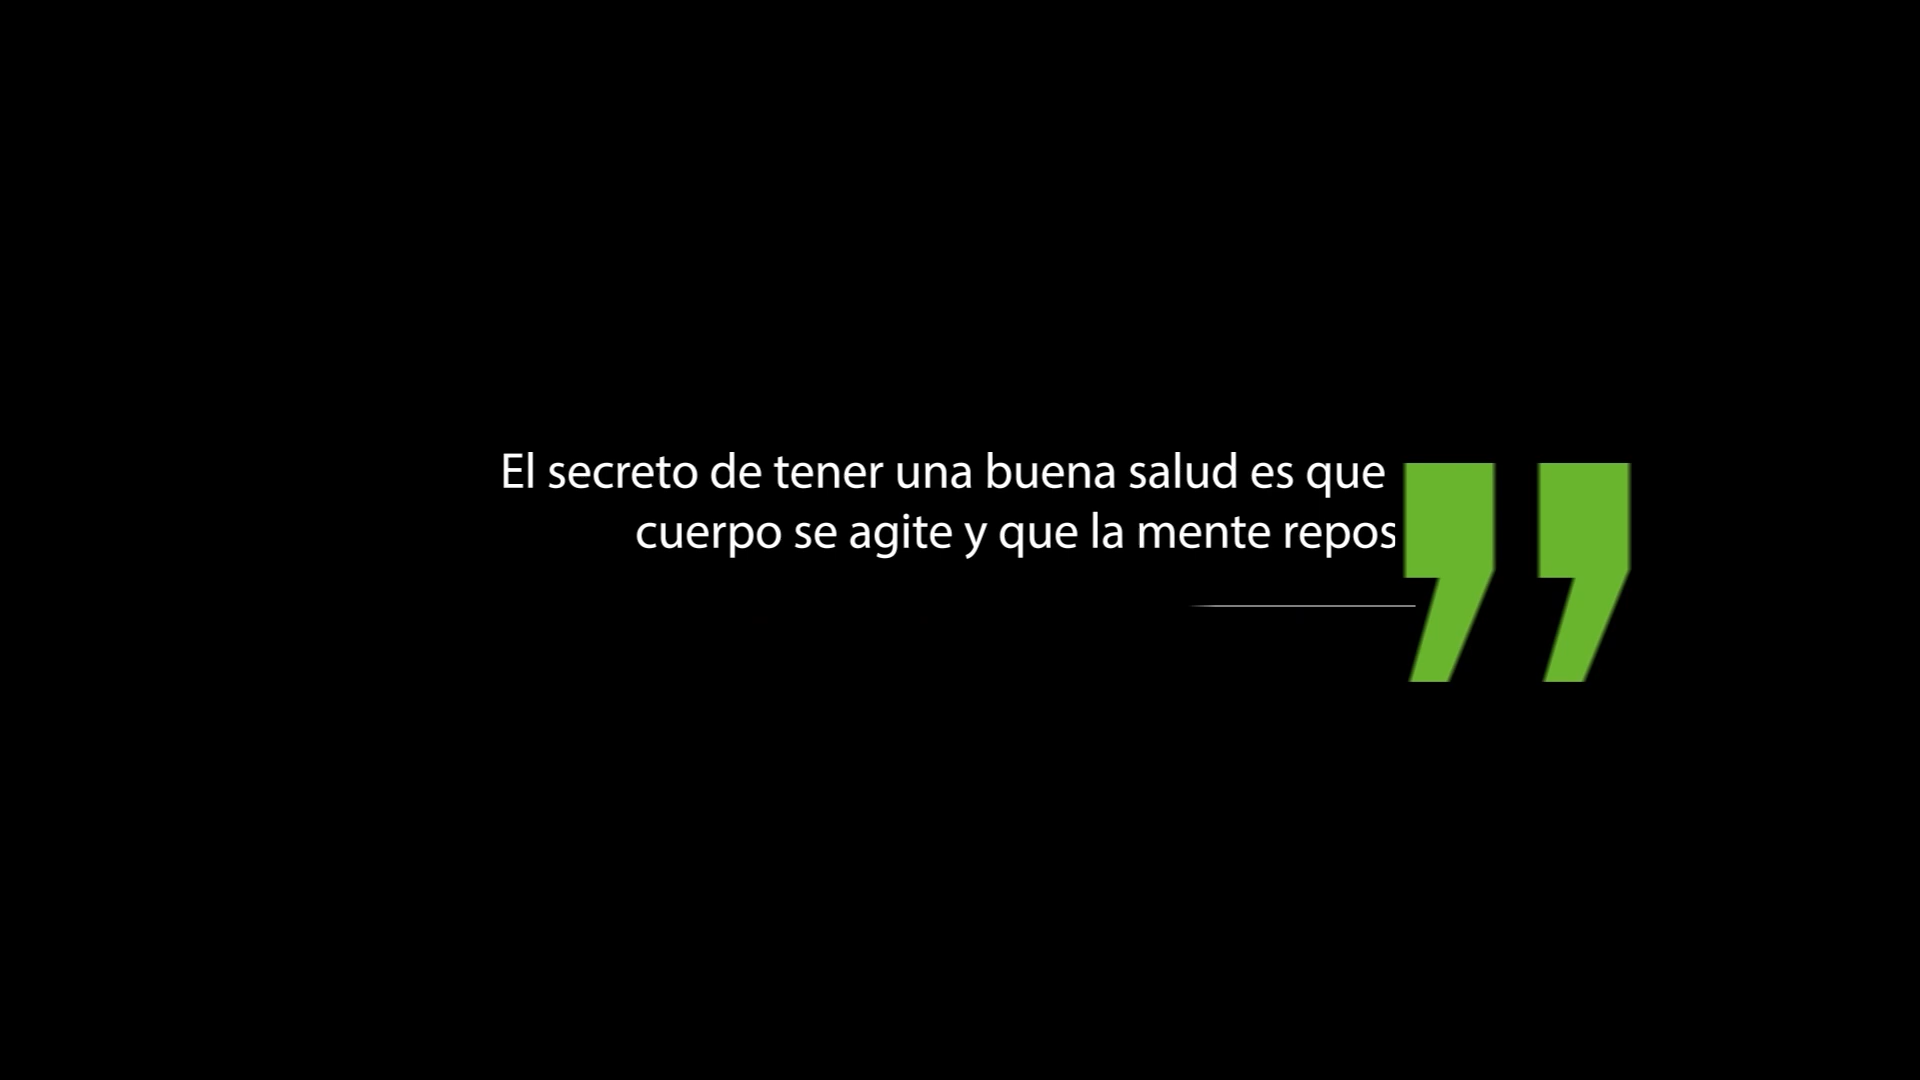 El secreto de tener una buena salud es que
cuerpo se agite y que la mente repos
”